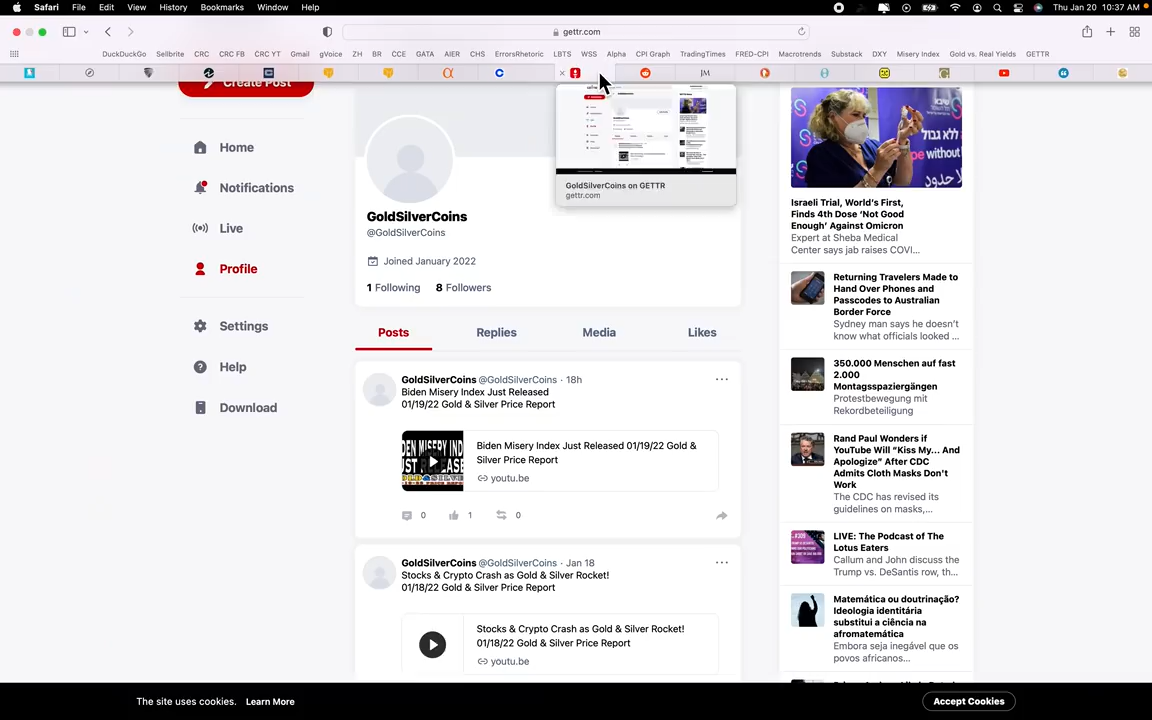 Safari File Edit View History Bookmarks Window Help
Thu Jan 20 10:37 AM
gettr.com
DuckDuckGo Sellbrite CRC CRC FB CRC YT Gmail gVoice ZH BR CCE GATA AIER CHS ErrorsRhetoric LBTS WSS Alpha CPI Graph TradingTimes FRED-CPI Macrotrends Substack DXY Misery Index Gold vs. Real Yields GETTR
JM
Create Post
Home
Notifications
Live
Profile
Settings
Help
Download
GoldSilverCoins on GETTR
gettr.com
GoldSilverCoins
@GoldSilverCoins
Joined January 2022
1 Following 8 Followers
Posts Replies Media Likes
GoldSilverCoins @GoldSilverCoins · 18h
Biden Misery Index Just Released
01/19/22 Gold & Silver Price Report
Biden Misery Index Just Released 01/19/22 Gold &
Silver Price Report
youtu.be
0 1 0
GoldSilverCoins @GoldSilverCoins · Jan 18
Stocks & Crypto Crash as Gold & Silver Rocket!
01/18/22 Gold & Silver Price Report
Stocks & Crypto Crash as Gold & Silver Rocket!
01/18/22 Gold & Silver Price Report
youtu.be
Israeli Trial, World's First,
Finds 4th Dose 'Not Good
Enough' Against Omicron
Expert at Sheba Medical
Center says jab raises COVI...
Returning Travelers Made to
Hand Over Phones and
Passcodes to Australian
Border Force
Sydney man says he doesn't
know what officials looked ...
350.000 Menschen auf fast
2.000
Montagsspaziergängen
Protestbewegung mit
Rekordbeteiligung
Rand Paul Wonders if
YouTube Will "Kiss My... And
Apologize" After CDC
Admits Cloth Masks Don't
Work
The CDC has revised its
guidelines on masks,...
LIVE: The Podcast of The
Lotus Eaters
Callum and John discuss the
Trump vs. DeSantis row, th...
Matemática ou doutrinação?
Ideologia identitária
substitui a ciência na
afromatemática
Embora seja inegável que os
povos africanos...
The site uses cookies. Learn More
Accept Cookies